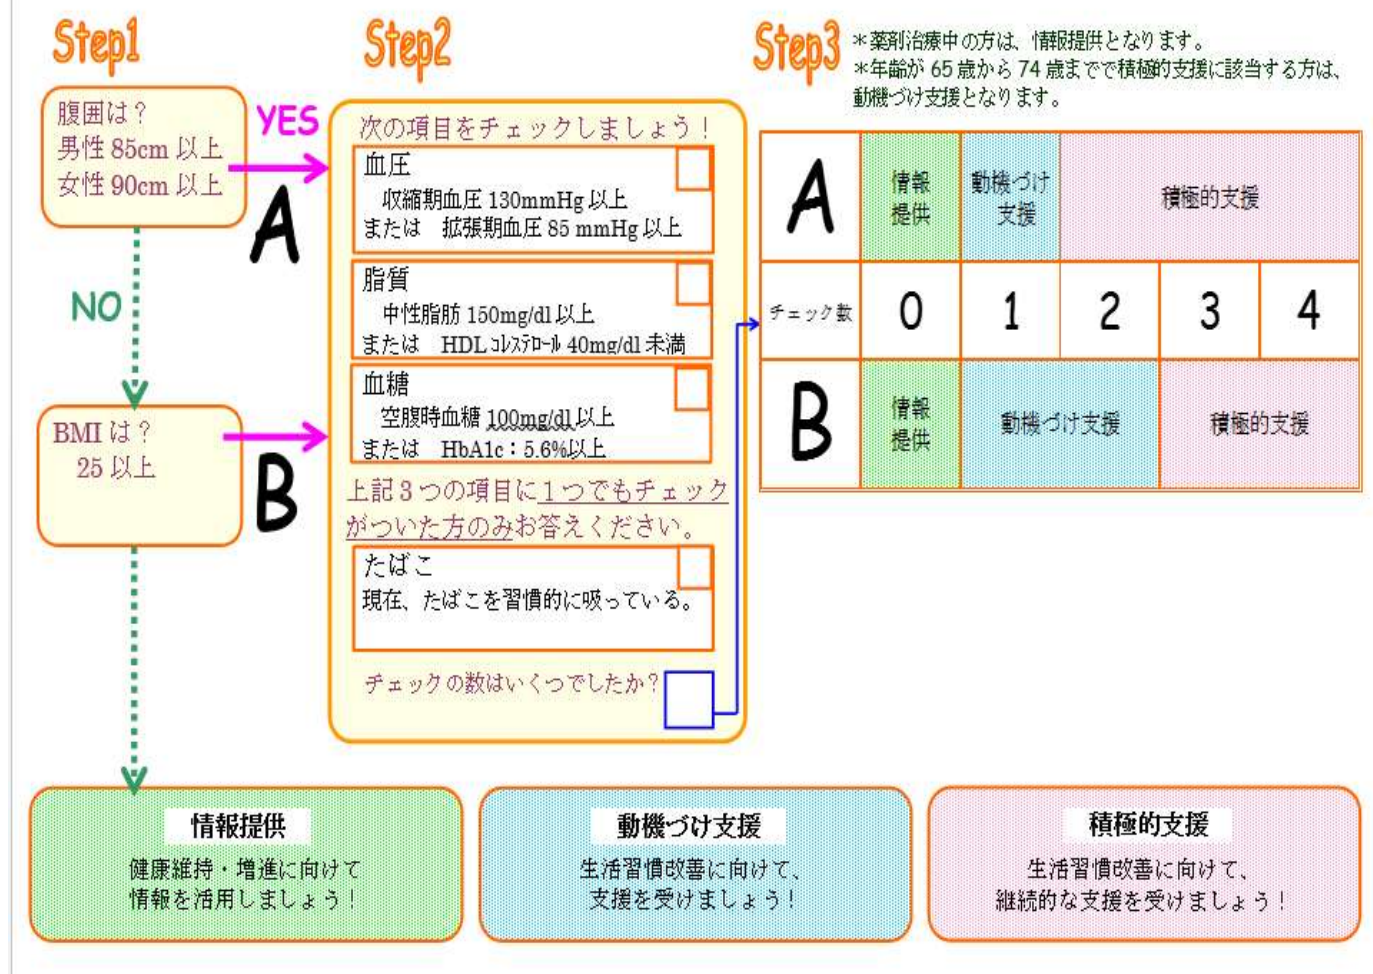 Step1
腹囲は？
男性 85cm 以上
女性 90cm 以上
YES
A
NO
BMI は？
25 以上
B
Step2
次の項目をチェックしましょう！
血圧
収縮期血圧 130mmHg 以上
または　拡張期血圧 85 mmHg 以上
脂質
中性脂肪 150mg/dl 以上
または　HDL ｺﾚｽﾃﾛｰﾙ 40mg/dl 未満
血糖
空腹時血糖 100mg/dl 以上
または　HbA1c：5.6%以上
上記３つの項目に１つでもチェック
がついた方のみお答えください。
たばこ
現在、たばこを習慣的に吸っている。
チェックの数はいくつでしたか？
Step3
＊薬剤治療中の方は、情報提供となります。
＊年齢が 65 歳から 74 歳までで積極的支援に該当する方は、
動機づけ支援となります。
A
情報
提供
動機づけ
支援
積極的支援
チェック数
0 1 2 3 4
B
情報
提供
動機づけ支援
積極的支援
情報提供
健康維持・増進に向けて
情報を活用しましょう！
動機づけ支援
生活習慣改善に向けて、
支援を受けましょう！
積極的支援
生活習慣改善に向けて、
継続的な支援を受けましょう！